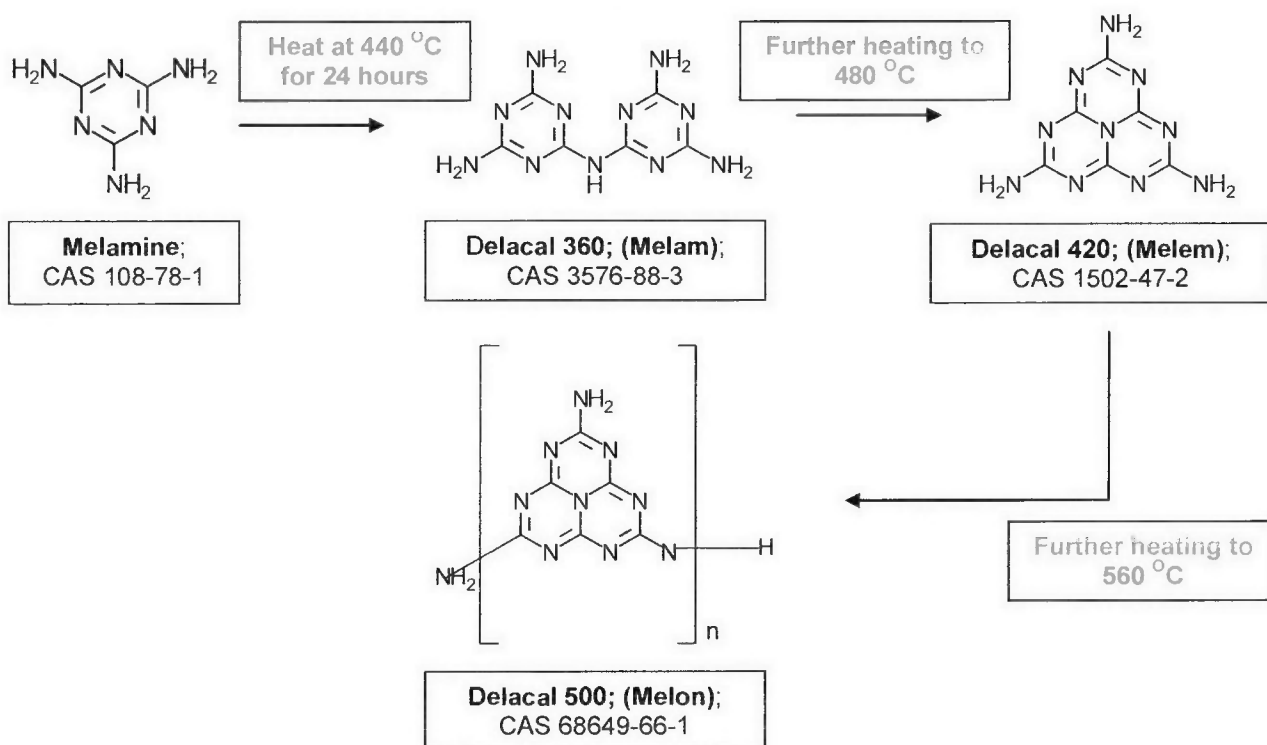 Heat at 440 °C
for 24 hours
Further heating to
480 °C
H₂N N NH₂
N N
NH₂
NH₂ NH₂
N N N N
H₂N N N N NH₂
H
NH₂
N N
N N N
H₂N N N NH₂
Melamine;
CAS 108-78-1
Delacal 360; (Melam);
CAS 3576-88-3
Delacal 420; (Melem);
CAS 1502-47-2
NH₂
N N
N N N
N N N H
NH₂
n
Further heating to
560 °C
Delacal 500; (Melon);
CAS 68649-66-1